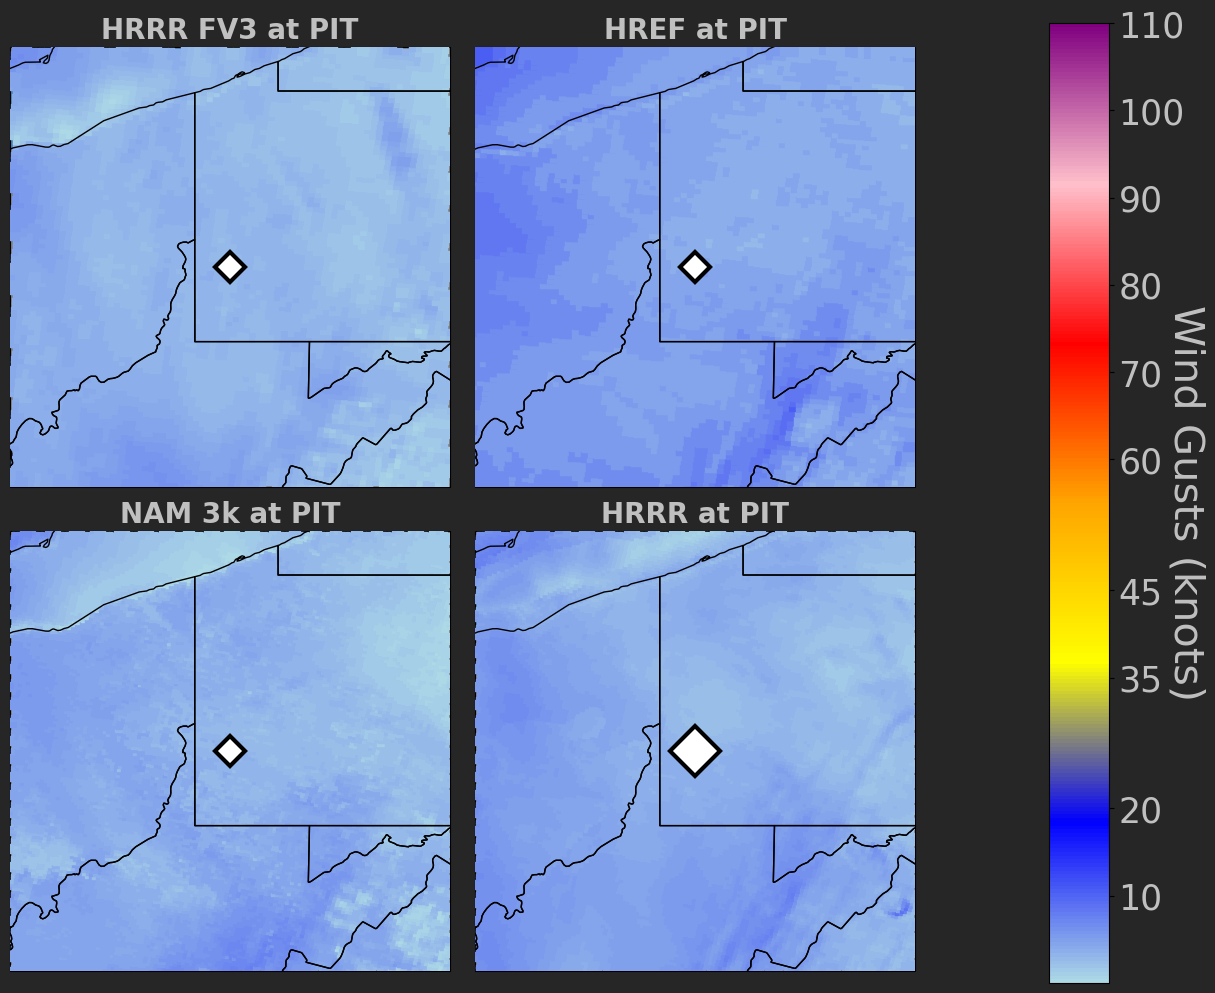 HRRR FV3 at PIT
HREF at PIT
NAM 3k at PIT
HRRR at PIT
110
100
90
80
70
60
45
35
20
10
Wind Gusts (knots)